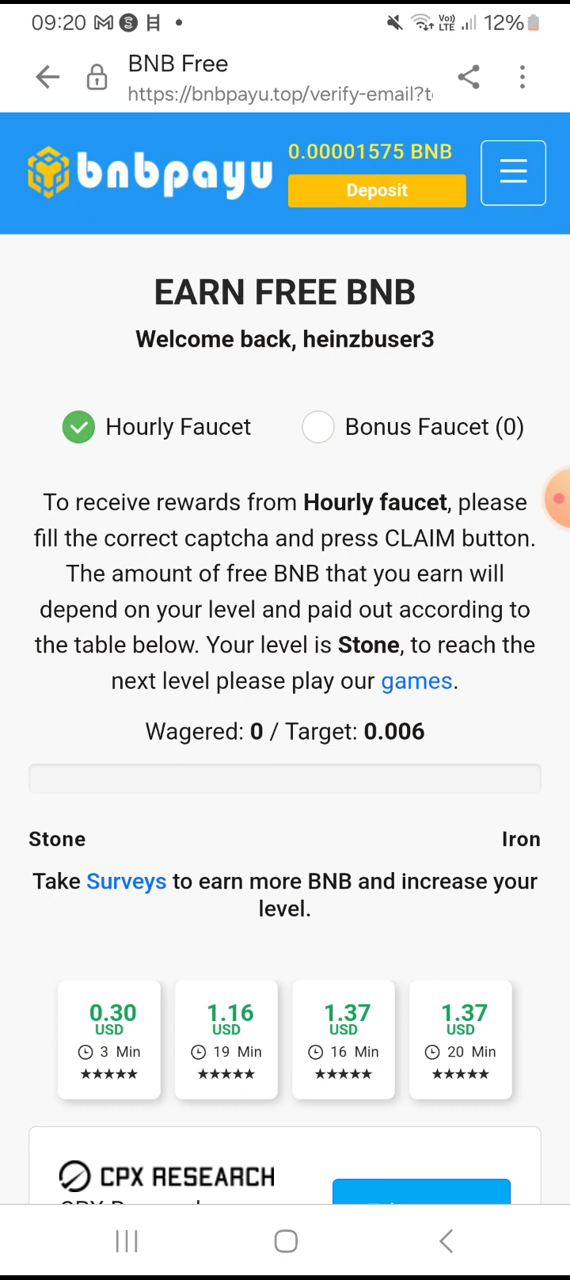 09:20
Vo)) LTE
12%
BNB Free
https://bnbpayu.top/verify-email?t
bnbpayu
0.00001575 BNB
Deposit
EARN FREE BNB
Welcome back, heinzbuser3
Hourly Faucet
Bonus Faucet (0)
To receive rewards from Hourly faucet, please
fill the correct captcha and press CLAIM button.
The amount of free BNB that you earn will
depend on your level and paid out according to
the table below. Your level is Stone, to reach the
next level please play our games.
Wagered: 0 / Target: 0.006
Stone
Iron
Take Surveys to earn more BNB and increase your
level.
0.30
USD
3 Min
★★★★★
1.16
USD
19 Min
★★★★★
1.37
USD
16 Min
★★★★★
1.37
USD
20 Min
★★★★★
CPX RESEARCH